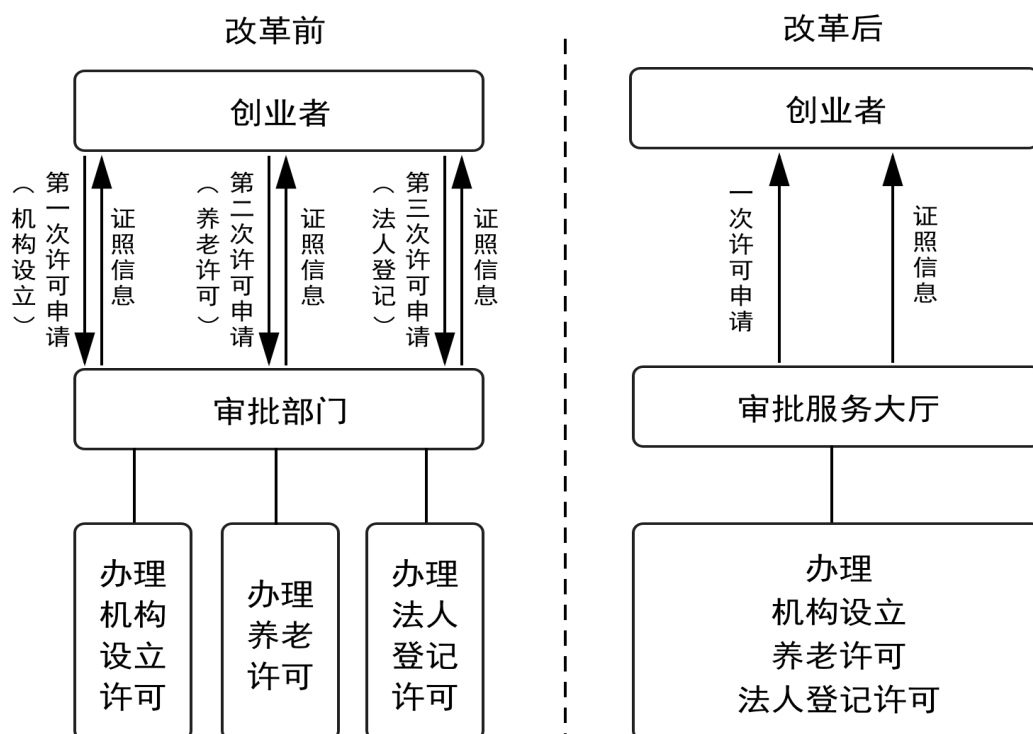 改革前
创业者
第一次许可申请
（机构设立）
证照信息
第二次许可申请
（养老许可）
证照信息
第三次许可申请
（法人登记）
证照信息
审批部门
办理
机构
设立
许可
办理
养老
许可
办理
法人
登记
许可
改革后
创业者
一次许可申请
证照信息
审批服务大厅
办理
机构设立
养老许可
法人登记许可